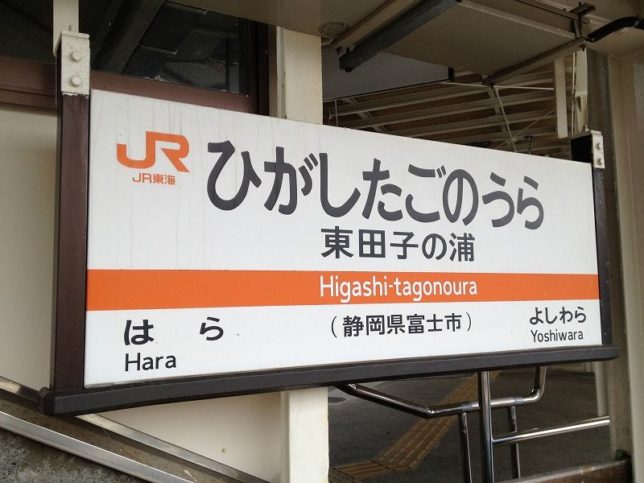 JR
JR東海
ひがしたごのうら
東田子の浦
Higashi-tagonoura
はら
Hara
(静岡県富士市)
よしわら
Yoshiwara